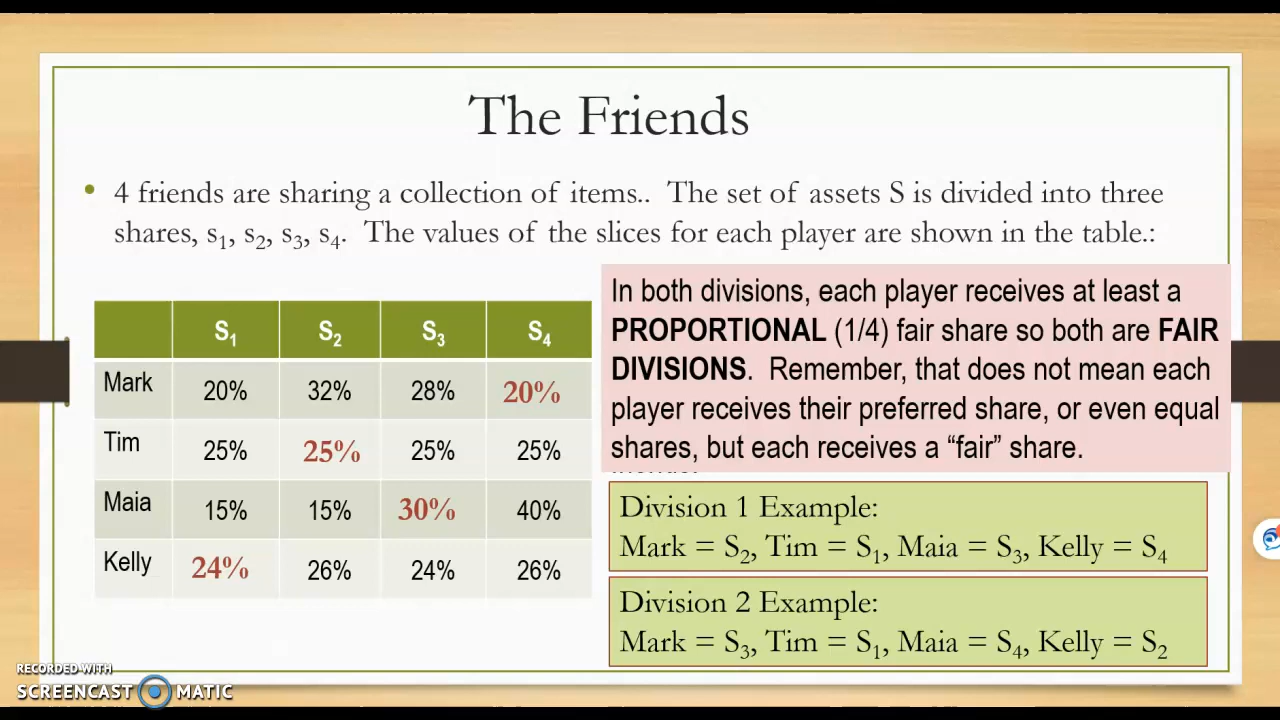 The Friends
• 4 friends are sharing a collection of items.. The set of assets S is divided into three
shares, s1, s2, s3, s4. The values of the slices for each player are shown in the table.:
In both divisions, each player receives at least a
PROPORTIONAL (1/4) fair share so both are FAIR
DIVISIONS. Remember, that does not mean each
player receives their preferred share, or even equal
shares, but each receives a “fair” share.
S1 S2 S3 S4
Mark 20% 32% 28% 20%
Tim 25% 25% 25% 25%
Maia 15% 15% 30% 40%
Kelly 24% 26% 24% 26%
Division 1 Example:
Mark = S2, Tim = S1, Maia = S3, Kelly = S4
Division 2 Example:
Mark = S3, Tim = S1, Maia = S4, Kelly = S2
RECORDED WITH
SCREENCAST MATIC